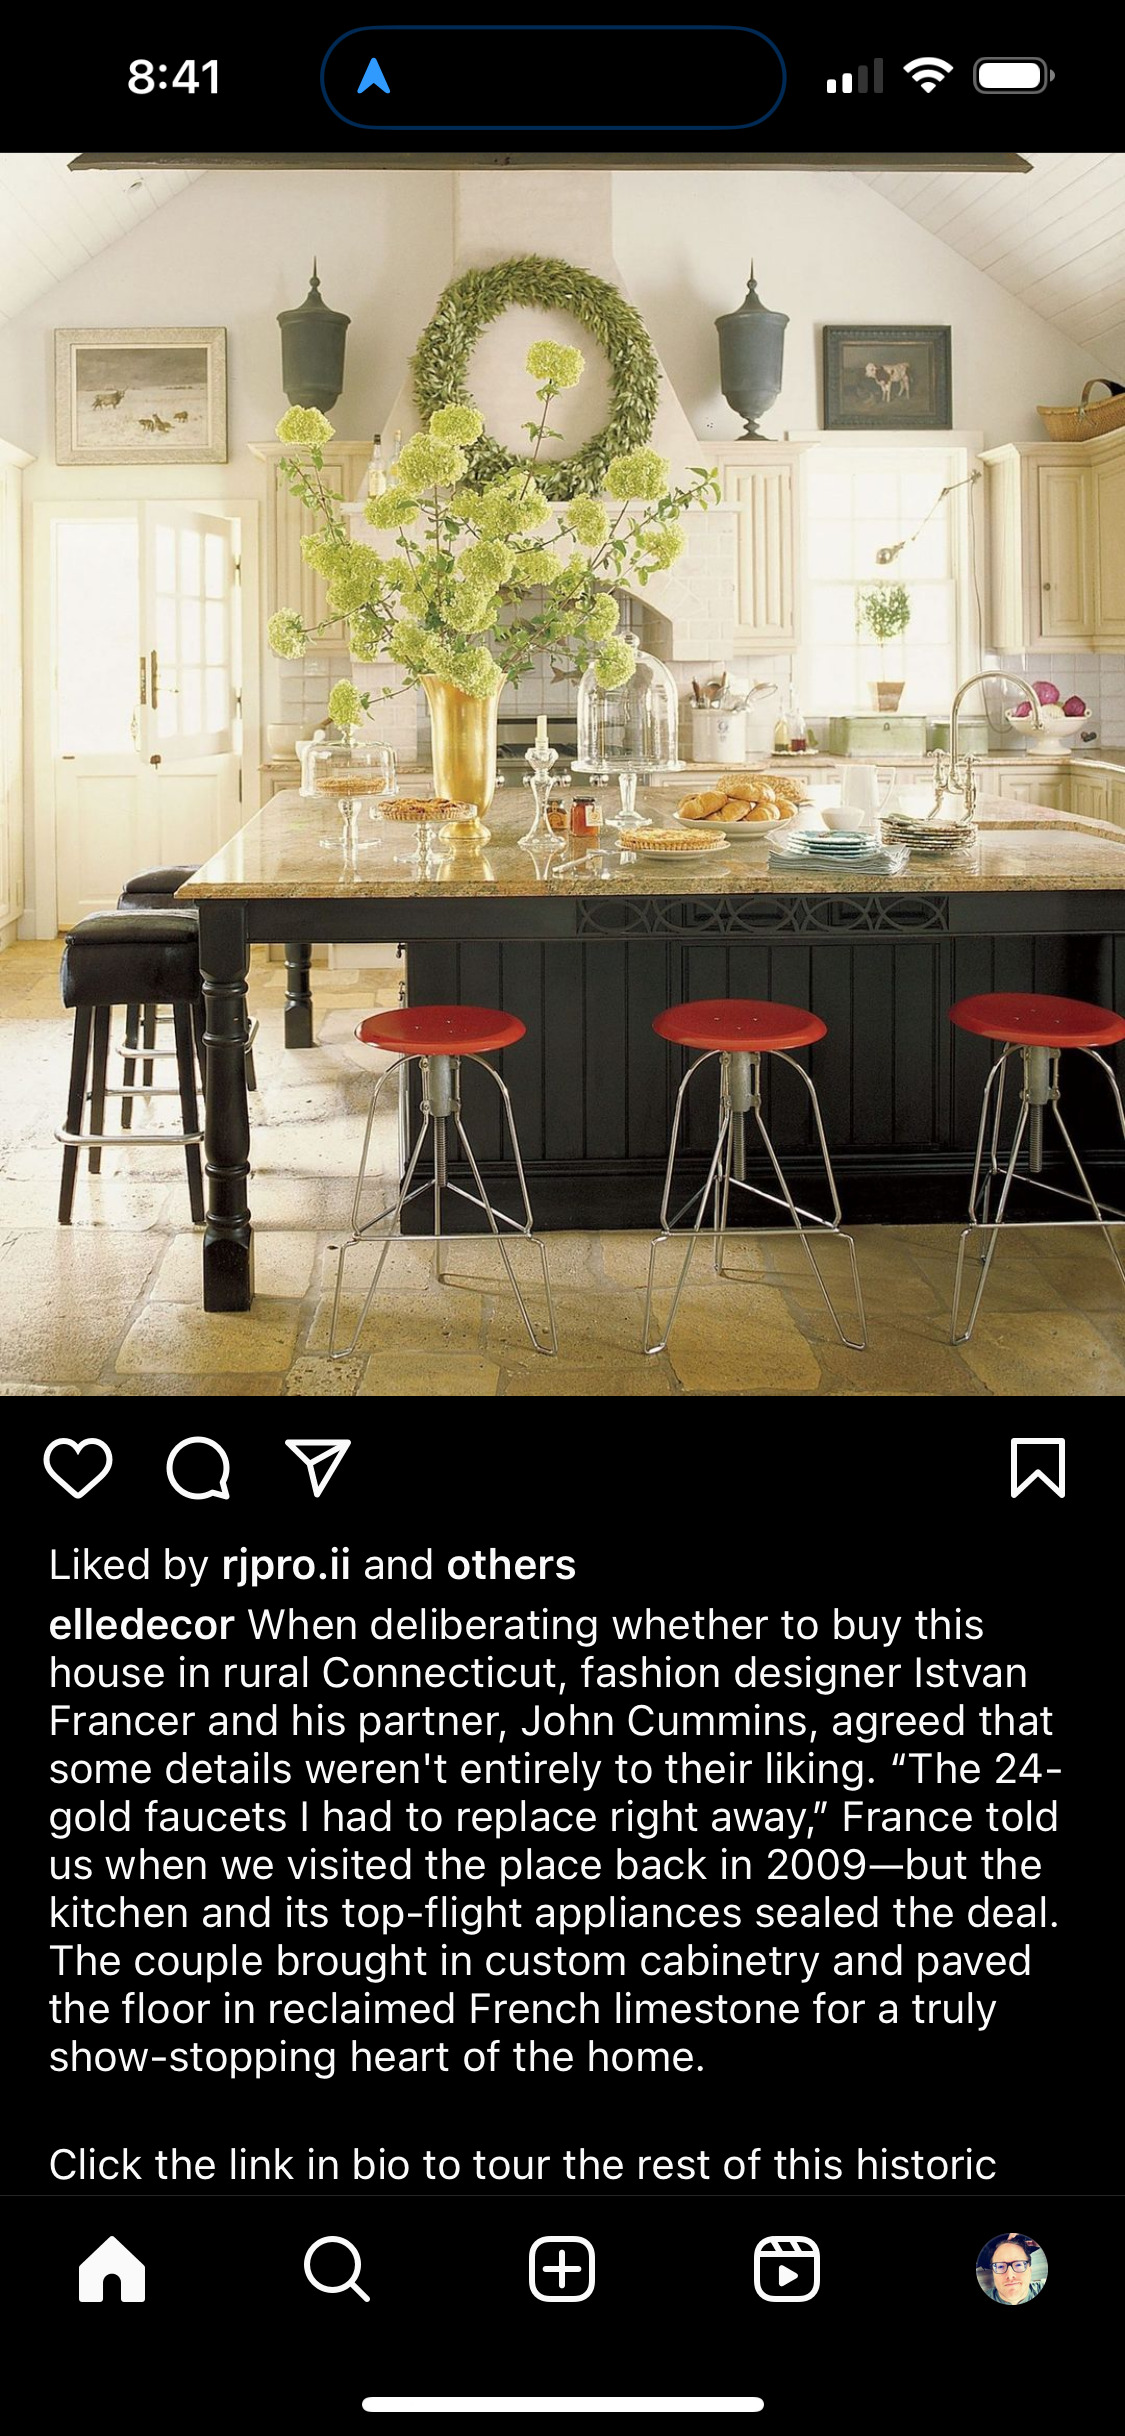 8:41
Liked by rjpro.ii and others
elledecor When deliberating whether to buy this
house in rural Connecticut, fashion designer Istvan
Francer and his partner, John Cummins, agreed that
some details weren't entirely to their liking. “The 24-
gold faucets I had to replace right away,” France told
us when we visited the place back in 2009—but the
kitchen and its top-flight appliances sealed the deal.
The couple brought in custom cabinetry and paved
the floor in reclaimed French limestone for a truly
show-stopping heart of the home.
Click the link in bio to tour the rest of this historic